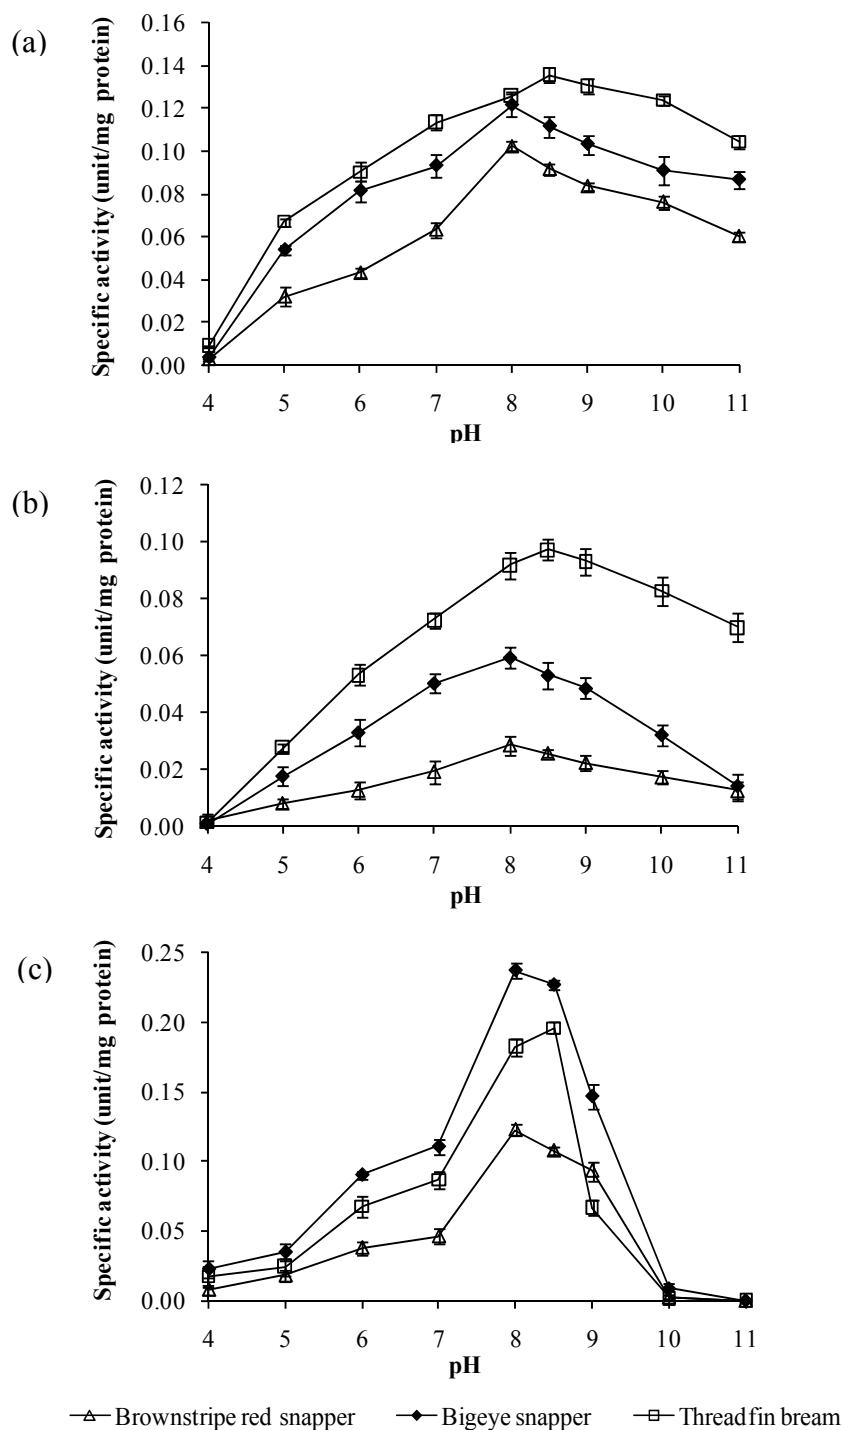 (a)
Specific activity (unit/mg protein)
0.16
0.14
0.12
0.10
0.08
0.06
0.04
0.02
0.00
4 5 6 7 8 9 10 11
pH
(b)
Specific activity (unit/mg protein)
0.12
0.10
0.08
0.06
0.04
0.02
0.00
4 5 6 7 8 9 10 11
pH
(c)
Specific activity (unit/mg protein)
0.25
0.20
0.15
0.10
0.05
0.00
4 5 6 7 8 9 10 11
pH
Brownstripe red snapper Bigeye snapper Threadfin bream